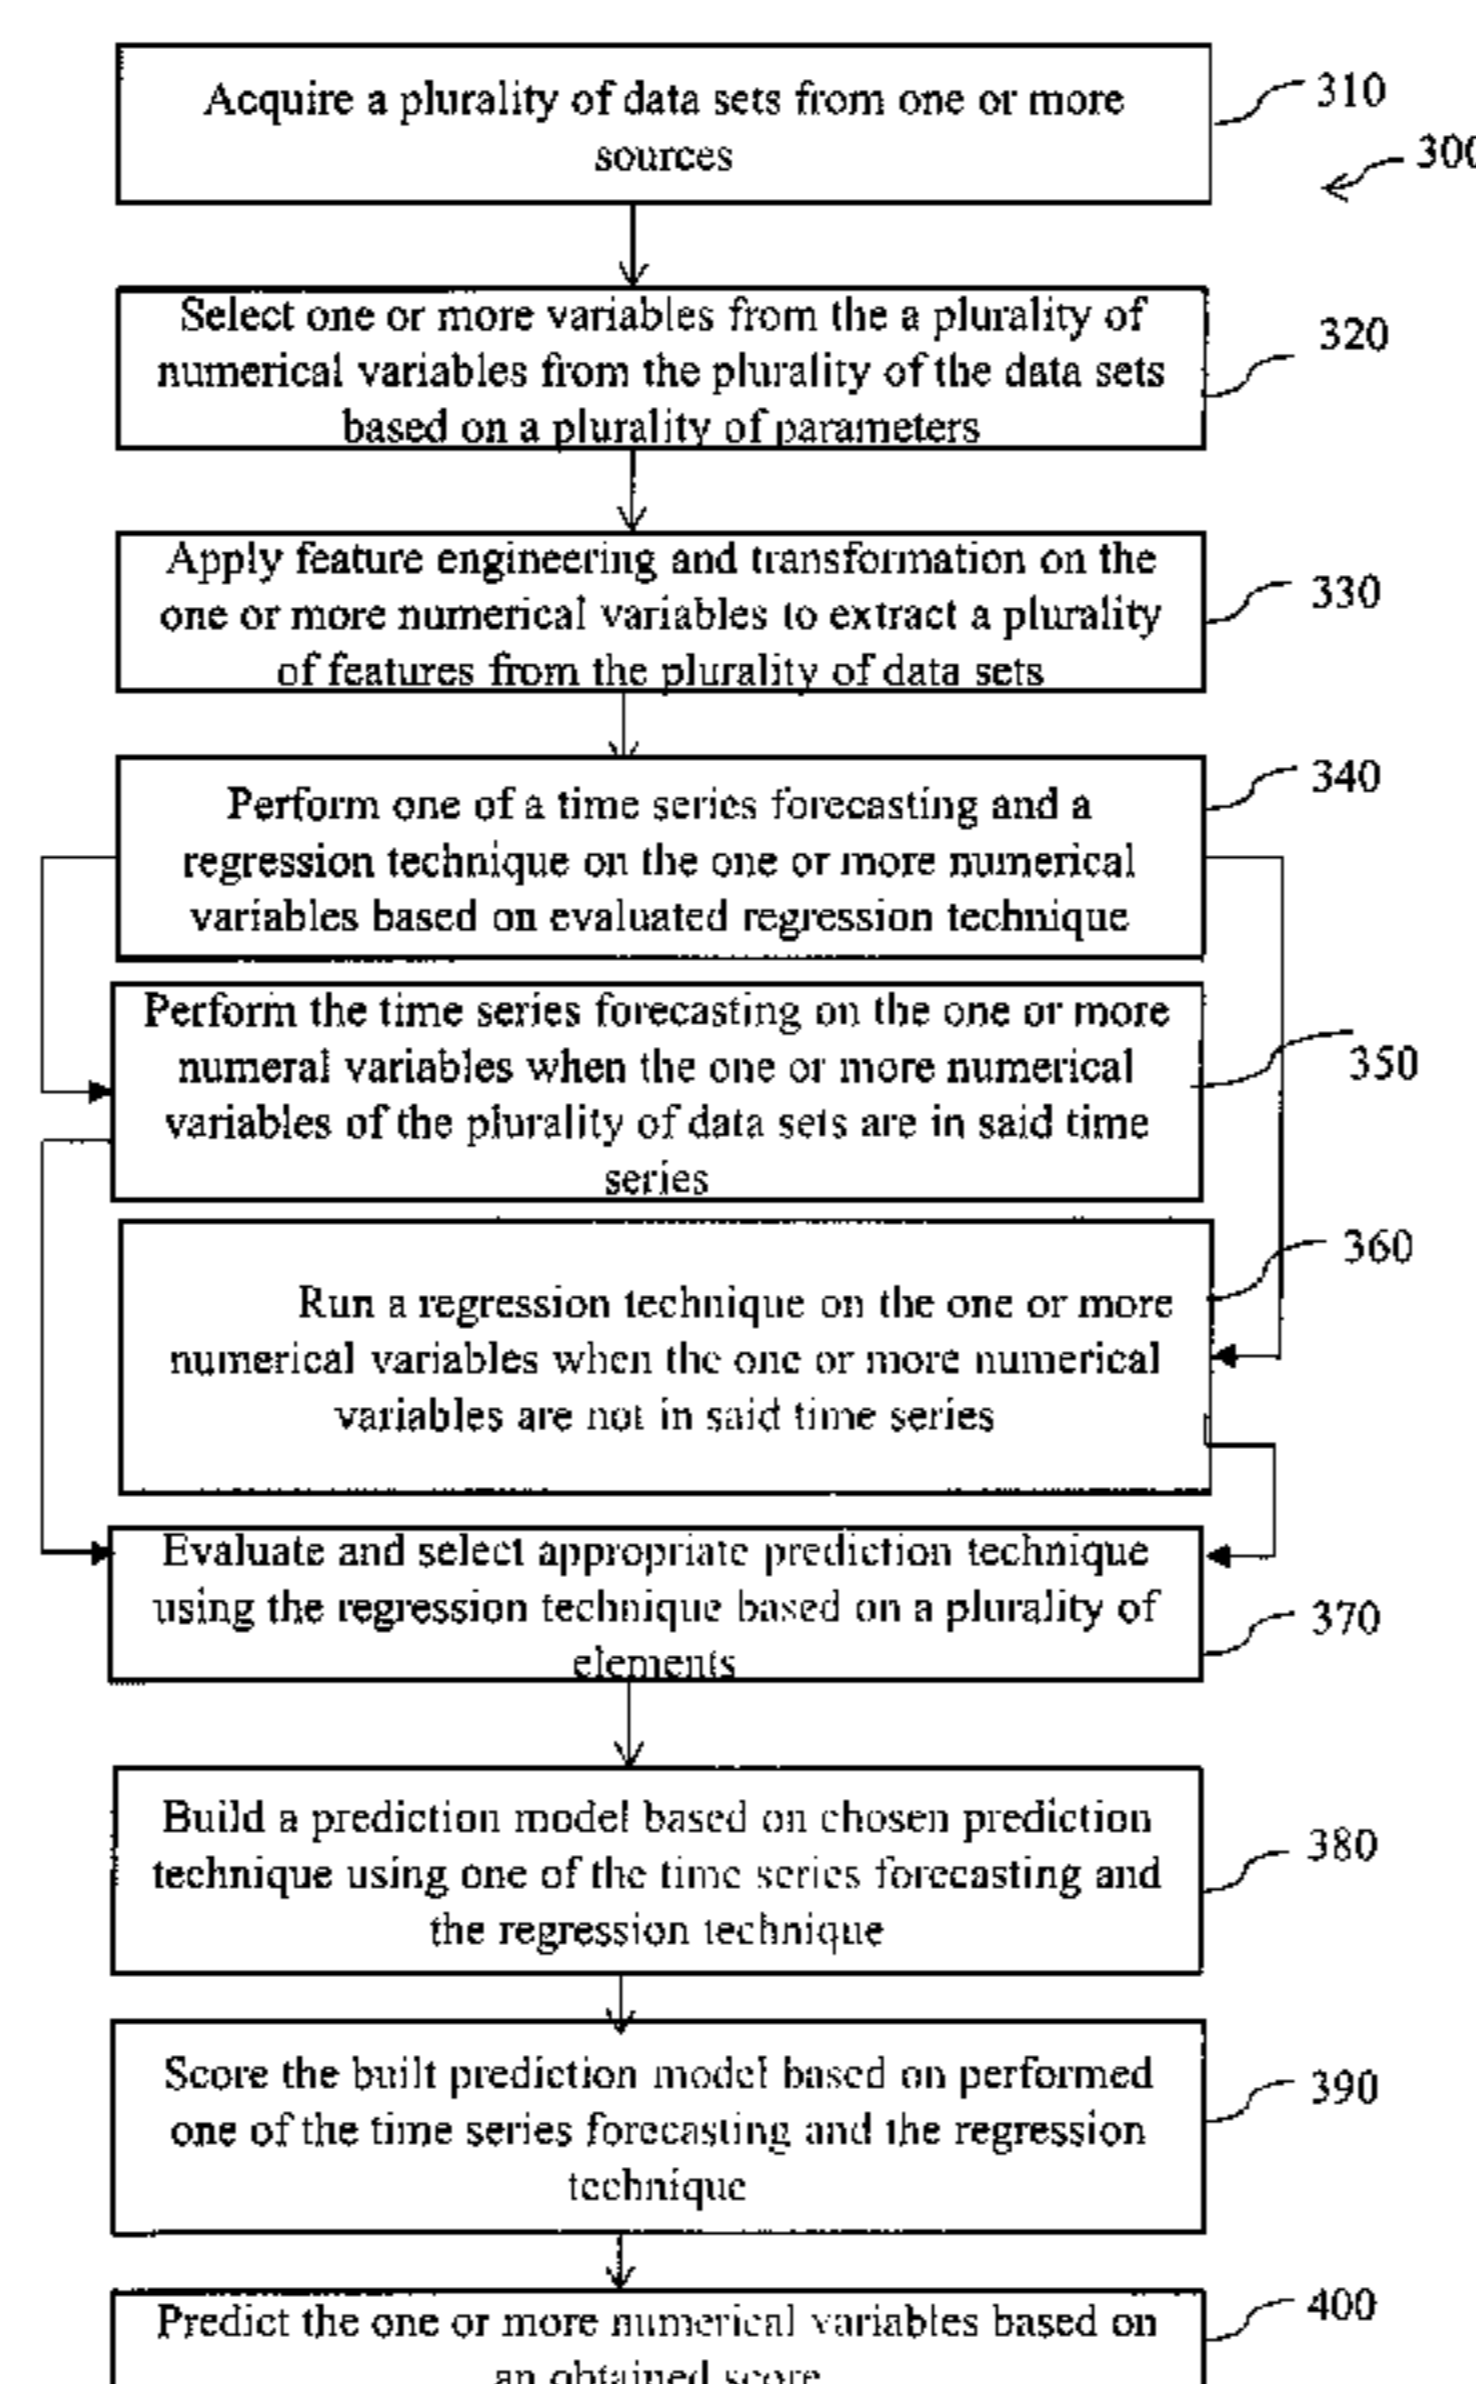 Acquire a plurality of data sets from one or more
sources
310
300
Select one or more variables from the a plurality of
numerical variables from the plurality of the data sets
based on a plurality of parameters
320
Apply feature engineering and transformation on the
one or more numerical variables to extract a plurality
of features from the plurality of data sets
330
Perform one of a time series forecasting and a
regression technique on the one or more numerical
variables based on evaluated regression technique
340
Perform the time series forecasting on the one or more
numeral variables when the one or more numerical
variables of the plurality of data sets are in said time
series
350
Run a regression technique on the one or more
numerical variables when the one or more numerical
variables are not in said time series
360
Evaluate and select appropriate prediction technique
using the regression technique based on a plurality of
elements
370
Build a prediction model based on chosen prediction
technique using one of the time series forecasting and
the regression technique
380
Score the built prediction model based on performed
one of the time series forecasting and the regression
technique
390
Predict the one or more numerical variables based on
an obtained score
400